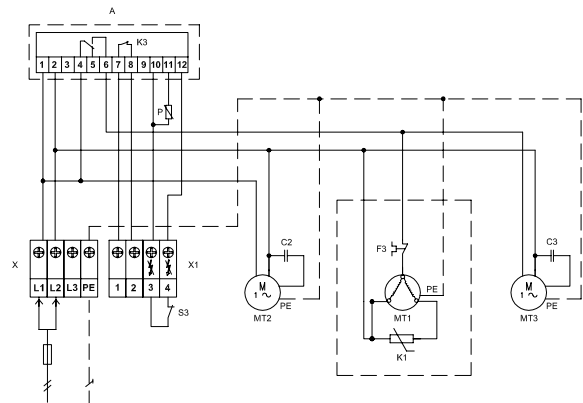 A
K3
1 2 3 4 5 6 7 8 9 10 11 12
P
C2
C3
F3
X
L1 L2 L3 PE
1 2 3 4
X1
S3
M
1 ~
PE
MT2
PE
MT1
K1
M
1 ~
PE
MT3